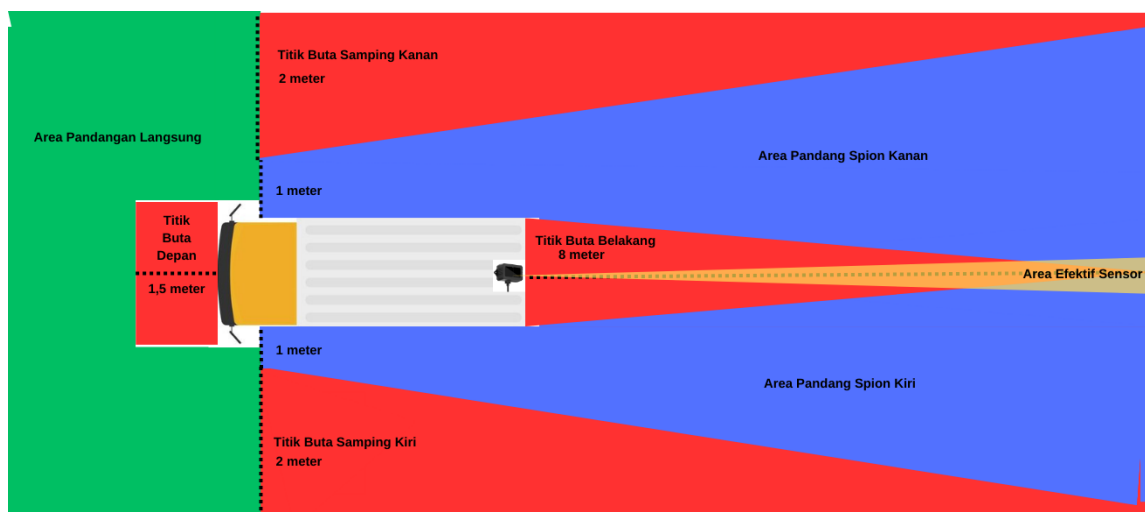 Titik Buta Samping Kanan
2 meter
Area Pandangan Langsung
Area Pandang Spion Kanan
1 meter
Titik
Buta
Depan
1,5 meter
Titik Buta Belakang
8 meter
Area Efektif Sensor
1 meter
Area Pandang Spion Kiri
Titik Buta Samping Kiri
2 meter